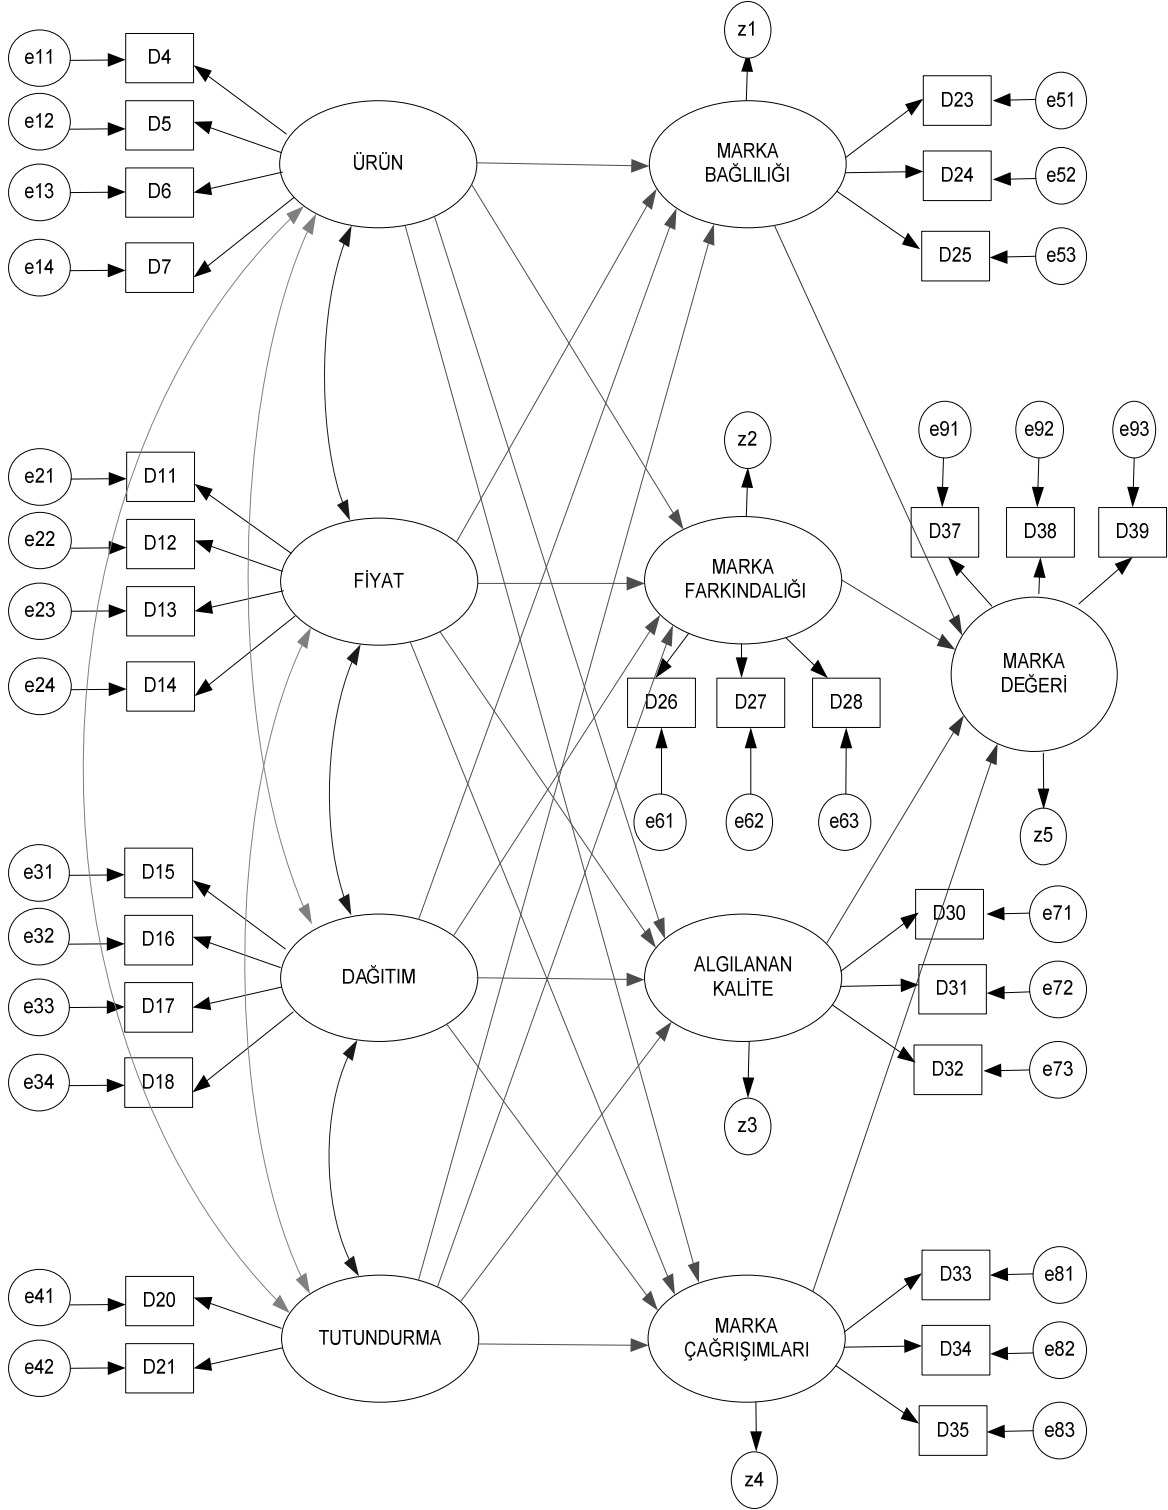 z1
e11
D4
e12
D5
e13
D6
e14
D7
ÜRÜN
MARKA
BAĞLILIĞI
D23
e51
D24
e52
D25
e53
e21
D11
e22
D12
e23
D13
e24
D14
FİYAT
z2
MARKA
FARKINDALIĞI
D26
D27
D28
e61
e62
e63
e91
e92
e93
D37
D38
D39
MARKA
DEĞERİ
z5
e31
D15
e32
D16
e33
D17
e34
D18
DAĞITIM
ALGILANAN
KALİTE
z3
D30
e71
D31
e72
D32
e73
e41
D20
e42
D21
TUTUNDURMA
MARKA
ÇAĞRIŞIMLARI
z4
D33
e81
D34
e82
D35
e83